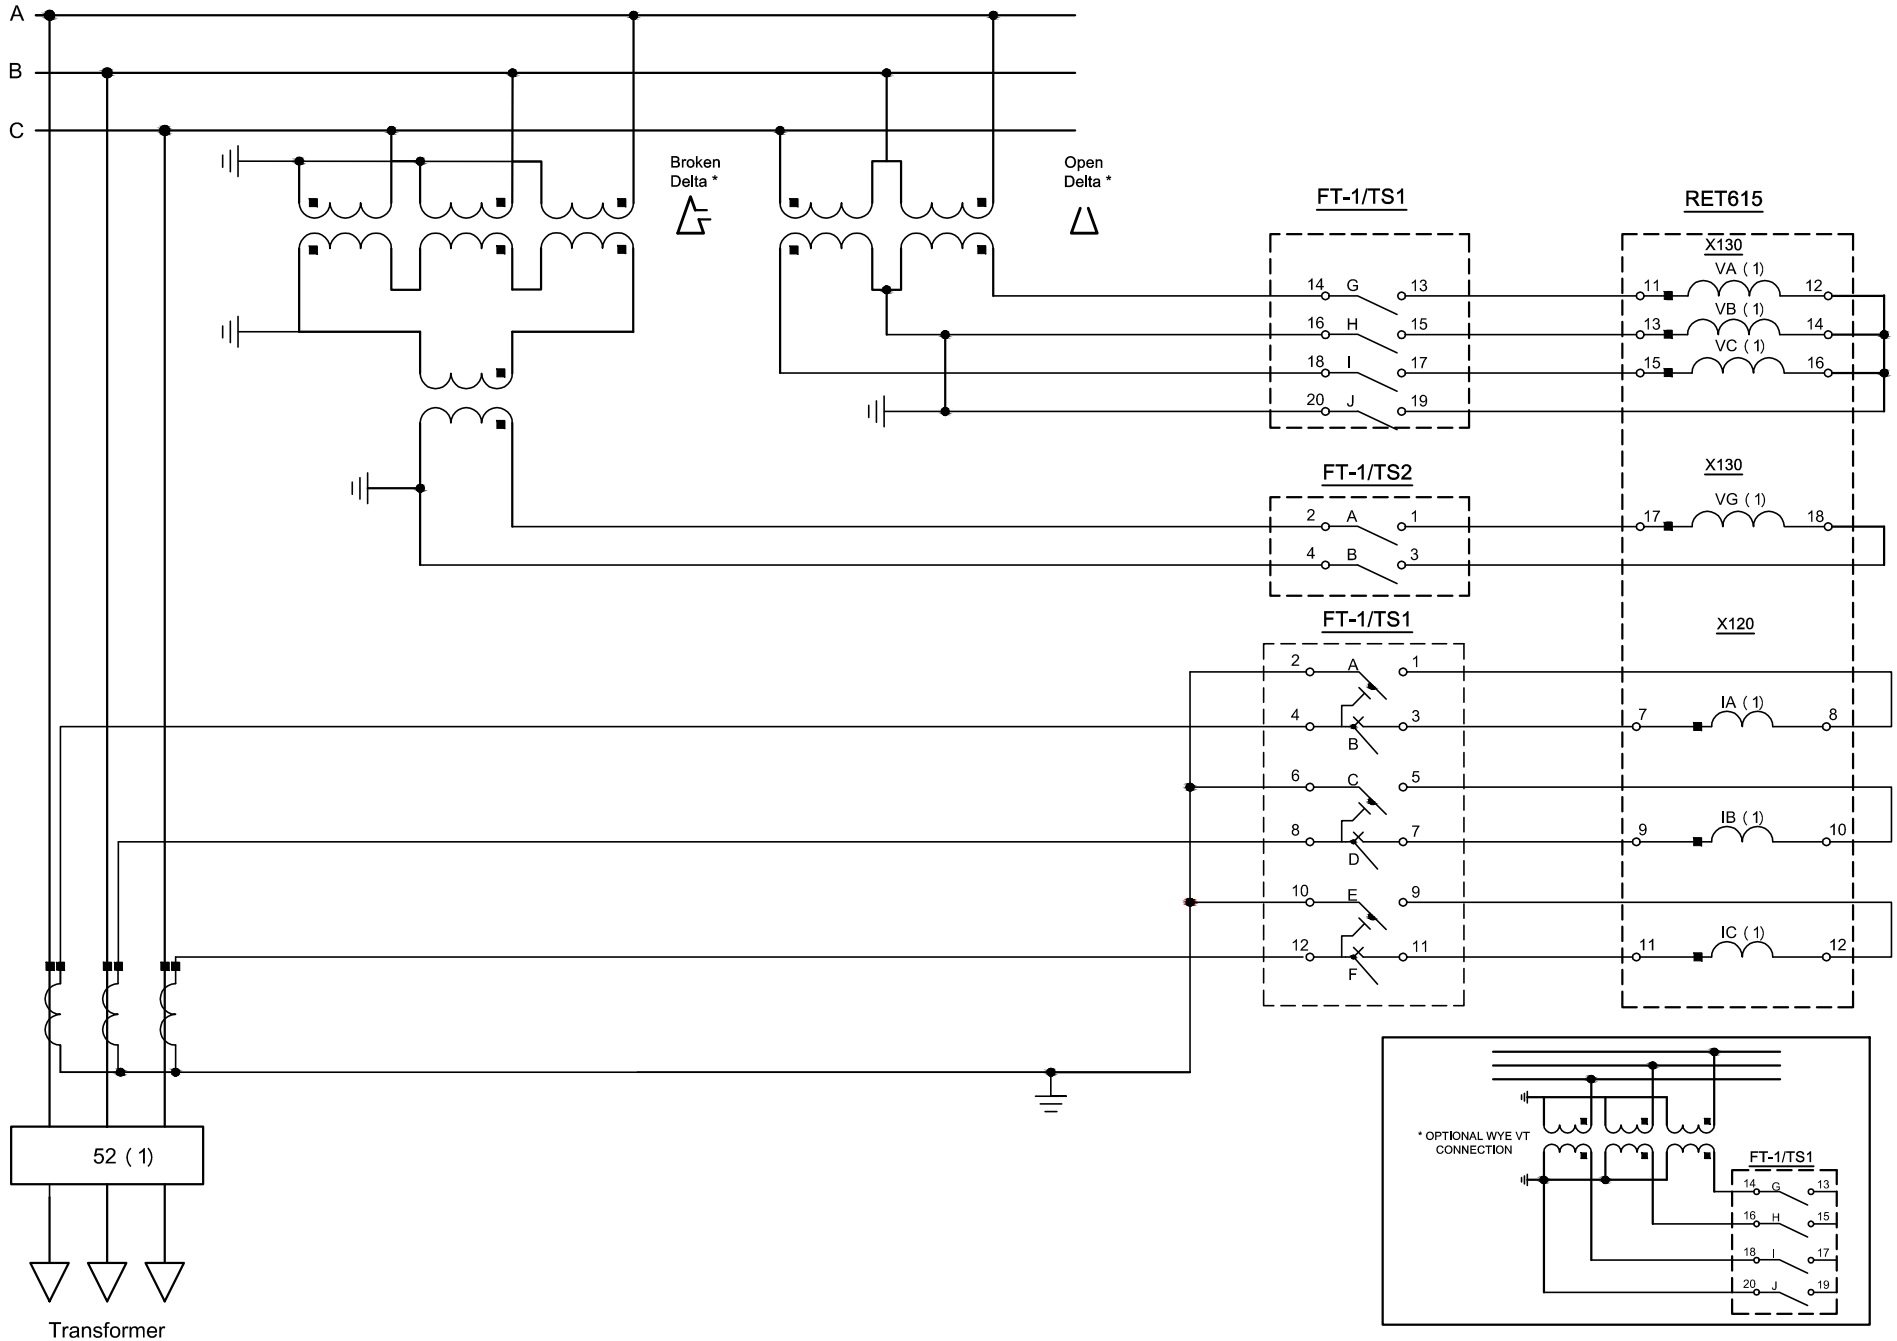 A
B
C
Broken
Delta *
Open
Delta *
FT-1/TS1
RET615
X130
14 G 13 11 VA (1) 12
16 H 15 13 VB (1) 14
18 I 17 15 VC (1) 16
20 J 19
FT-1/TS2
X130
2 A 1 17 VG (1) 18
4 B 3
FT-1/TS1
X120
2 A 1
4 B 3 7 IA (1) 8
6 C 5
8 D 7 9 IB (1) 10
10 E 9
12 F 11 11 IC (1) 12
52 (1)
Transformer
* OPTIONAL WYE VT
CONNECTION
FT-1/TS1
14 G 13
16 H 15
18 I 17
20 J 19